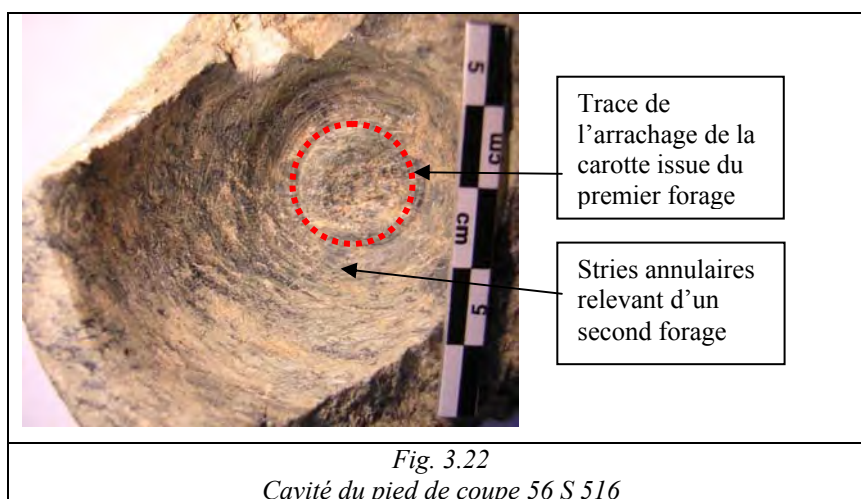 5
cm
cm
5
Trace de
l’arrachage de la
carotte issue du
premier forage
Stries annulaires
relevant d’un
second forage
Fig. 3.22
Cavité du pied de coupe 56 S 516